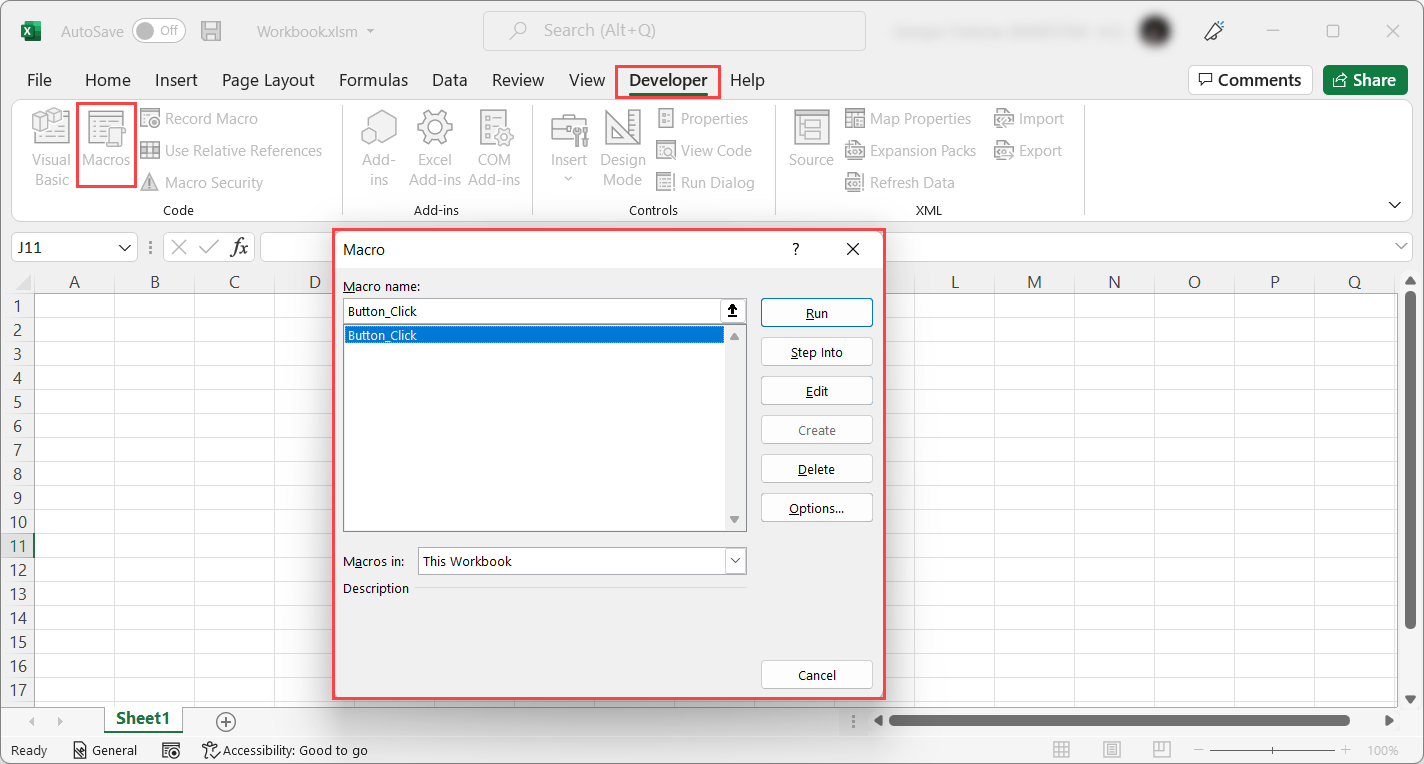 AutoSave Off Workbook.xlsm Search (Alt+Q)
File Home Insert Page Layout Formulas Data Review View Developer Help Comments Share
Visual Basic
Macros
Record Macro
Use Relative References
Macro Security
Code
Add-ins
Excel Add-ins
COM Add-ins
Add-ins
Insert
Design Mode
Properties
View Code
Run Dialog
Controls
Source
Map Properties
Expansion Packs
Refresh Data
Import
Export
XML
J11 fx
A B C D L M N O P Q
1
2
3
4
5
6
7
8
9
10
11
12
13
14
15
16
17
Macro ?
Macro name:
Button_Click
Button_Click
Run
Step Into
Edit
Create
Delete
Options...
Macros in: This Workbook
Description
Cancel
Sheet1
Ready General Accessibility: Good to go 100%